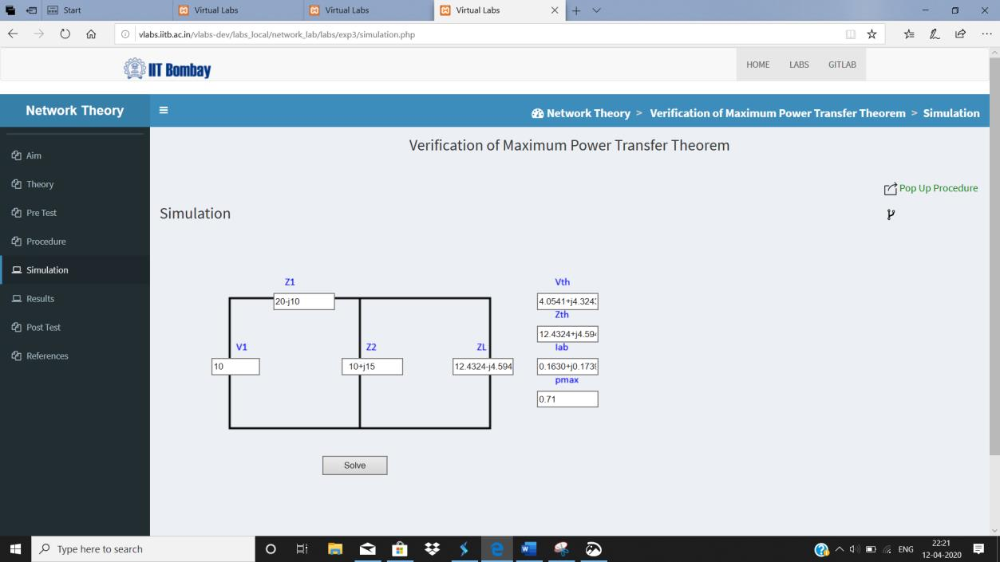 Start
Virtual Labs
Virtual Labs
Virtual Labs
vlabs.iitb.ac.in/vlabs-dev/labs_local/network_lab/labs/exp3/simulation.php
IIT Bombay
HOME LABS GITLAB
Network Theory
Network Theory > Verification of Maximum Power Transfer Theorem > Simulation
Verification of Maximum Power Transfer Theorem
Aim
Theory
Pre Test
Procedure
Simulation
Results
Post Test
References
Pop Up Procedure
Simulation
Z1
20-j10
V1
10
Z2
10+j15
ZL
12.4324-j4.594
Vth
4.0541+j4.324
Zth
12.4324+j4.594
Iab
0.1630+j0.173
pmax
0.71
Solve
Type here to search
ENG
22:21
12-04-2020